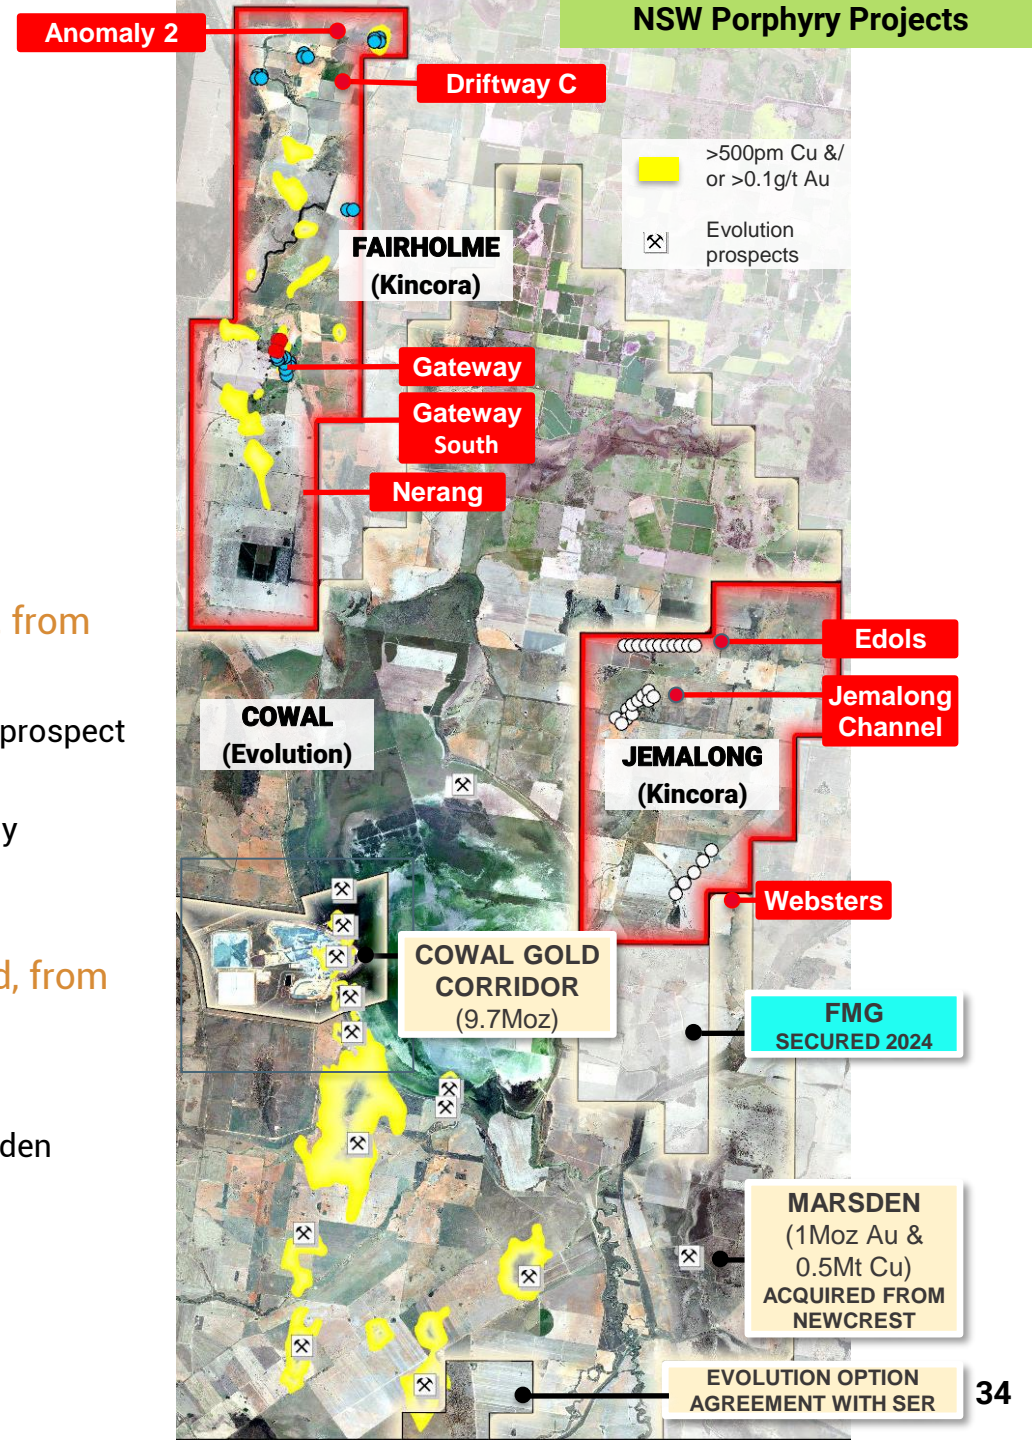 NSW Porphyry Projects
Anomaly 2
Driftway C
>500pm Cu &/
or >0.1g/t Au
Evolution
prospects
FAIRHOLME
(Kincora)
Gateway
Gateway
South
Nerang
from
Edols
prospect
Jemalong
Channel
COWAL
(Evolution)
JEMALONG
(Kincora)
y
Websters
COWAL GOLD
CORRIDOR
(9.7Moz)
d, from
FMG
SECURED 2024
den
MARSDEN
(1Moz Au &
0.5Mt Cu)
ACQUIRED FROM
NEWCREST
EVOLUTION OPTION
AGREEMENT WITH SER
34